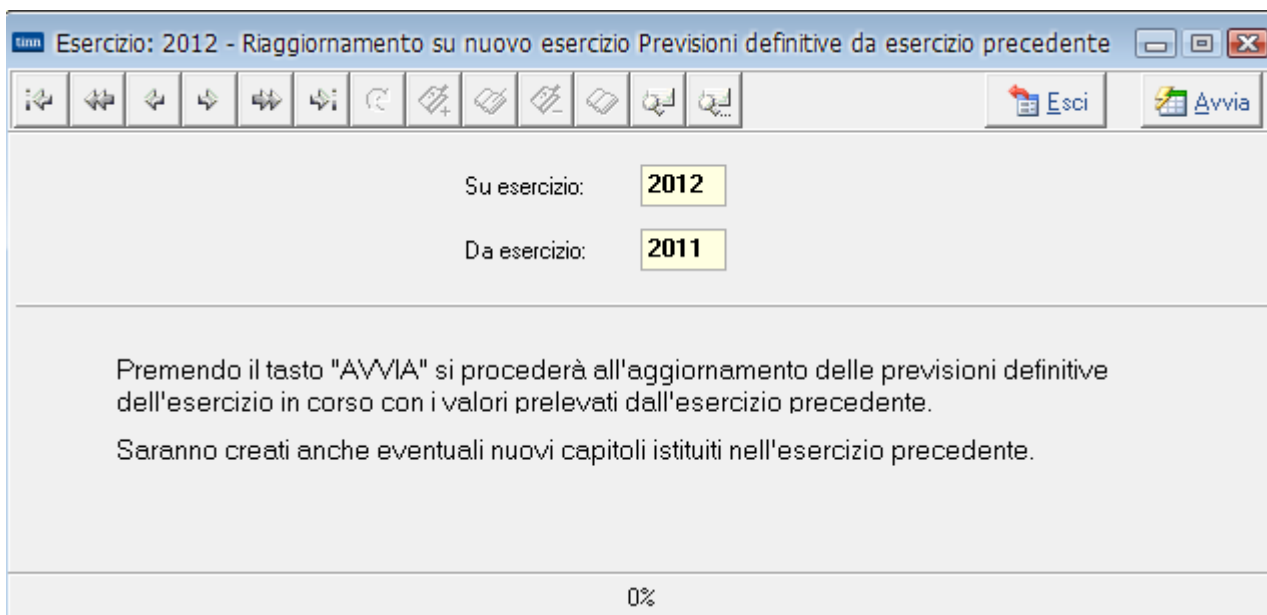 tinn Esercizio: 2012 - Riaggiornamento su nuovo esercizio Previsioni definitive da esercizio precedente
Esci Avvia
Su esercizio: 2012
Da esercizio: 2011
Premendo il tasto "AVVIA" si procederà all'aggiornamento delle previsioni definitive
dell'esercizio in corso con i valori prelevati dall'esercizio precedente.
Saranno creati anche eventuali nuovi capitoli istituiti nell'esercizio precedente.
0%